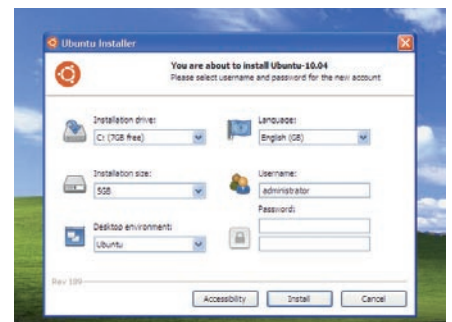 Ubuntu Installer
You are about to install Ubuntu-10.04
Please select username and password for the new account
Installation drive:
C: (7GB free)
Language:
English (GB)
Installation size:
5GB
Username:
administrator
Password:
Desktop environment:
Ubuntu
Rev 189
Accessibility
Install
Cancel